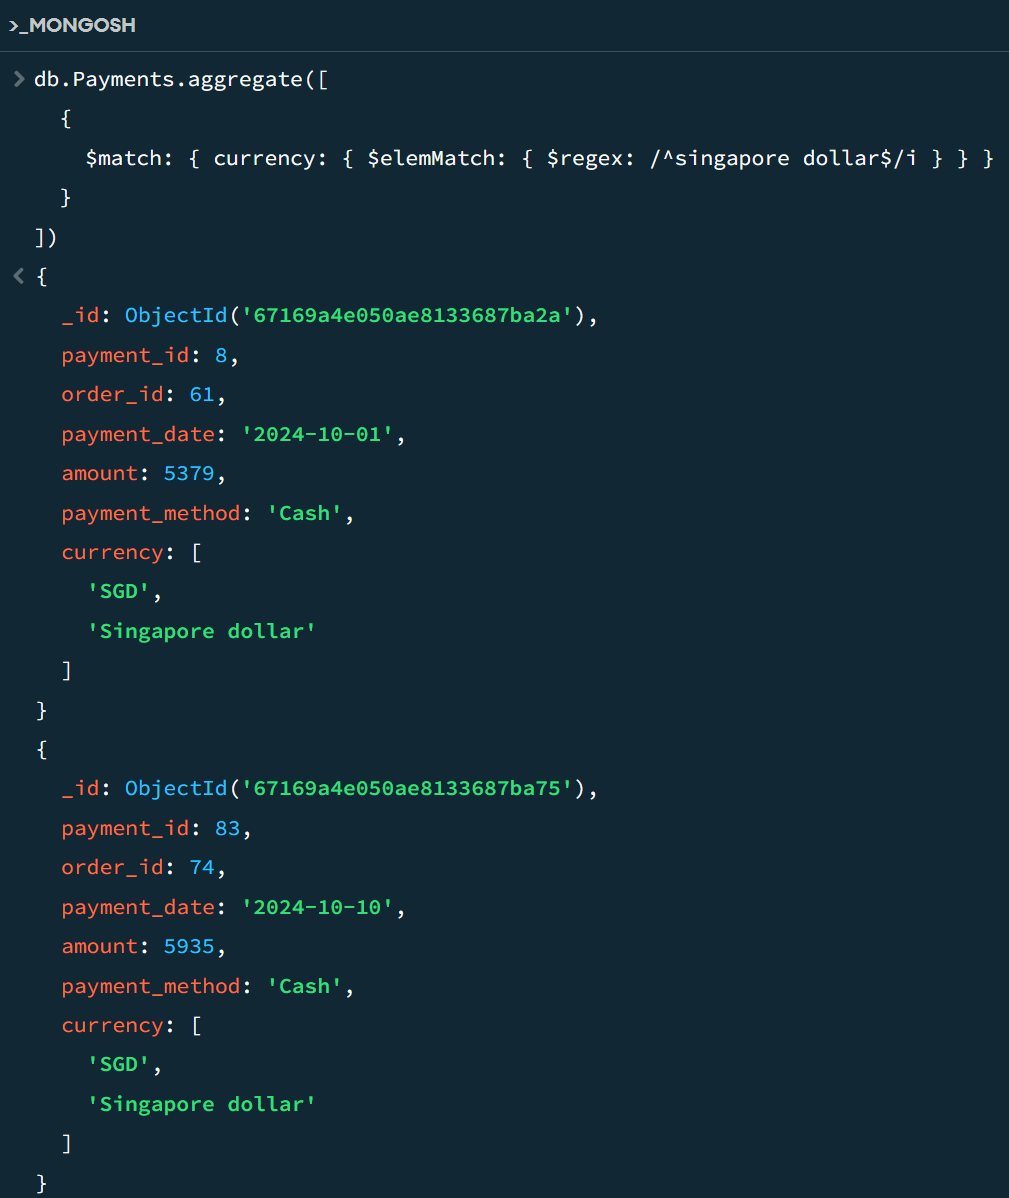 >_MONGOSH
> db.Payments.aggregate([
{
$match: { currency: { $elemMatch: { $regex: /^singapore dollar$/i } } }
}
])
< {
_id: ObjectId('67169a4e050ae8133687ba2a'),
payment_id: 8,
order_id: 61,
payment_date: '2024-10-01',
amount: 5379,
payment_method: 'Cash',
currency: [
'SGD',
'Singapore dollar'
]
}
{
_id: ObjectId('67169a4e050ae8133687ba75'),
payment_id: 83,
order_id: 74,
payment_date: '2024-10-10',
amount: 5935,
payment_method: 'Cash',
currency: [
'SGD',
'Singapore dollar'
]
}